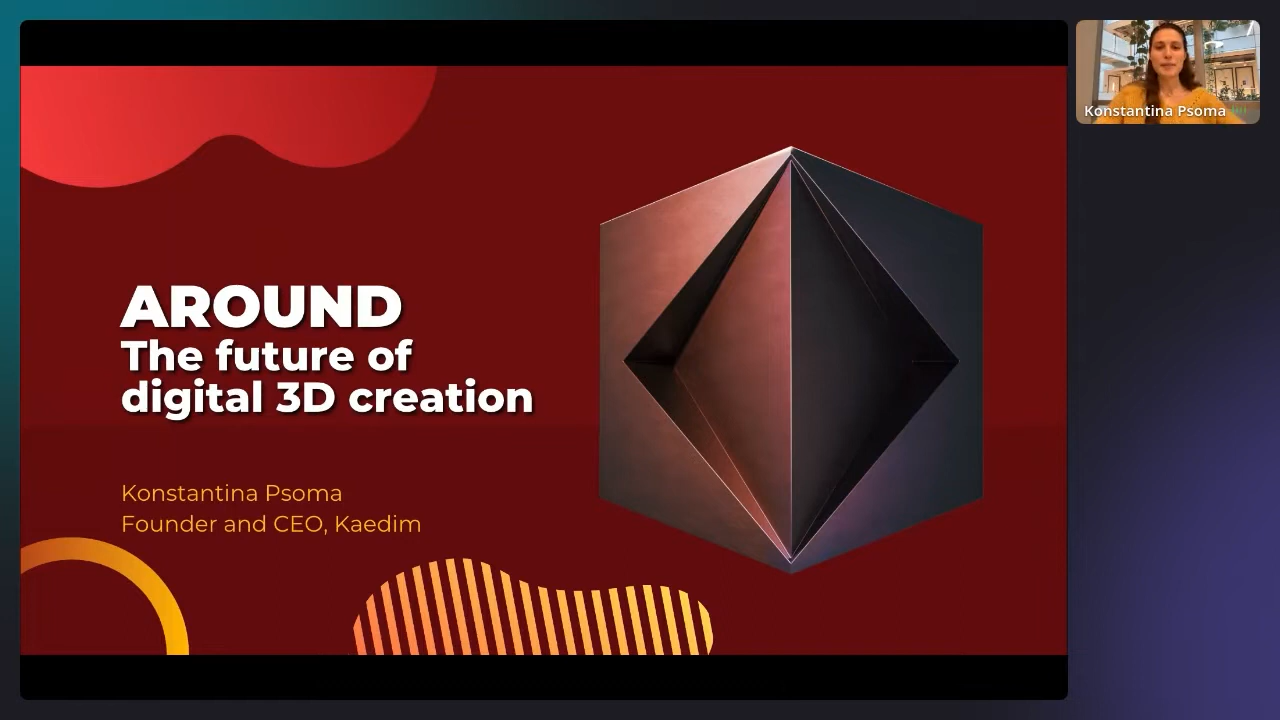 AROUND
The future of
digital 3D creation
Konstantina Psoma
Founder and CEO, Kaedim
Konstantina Psoma